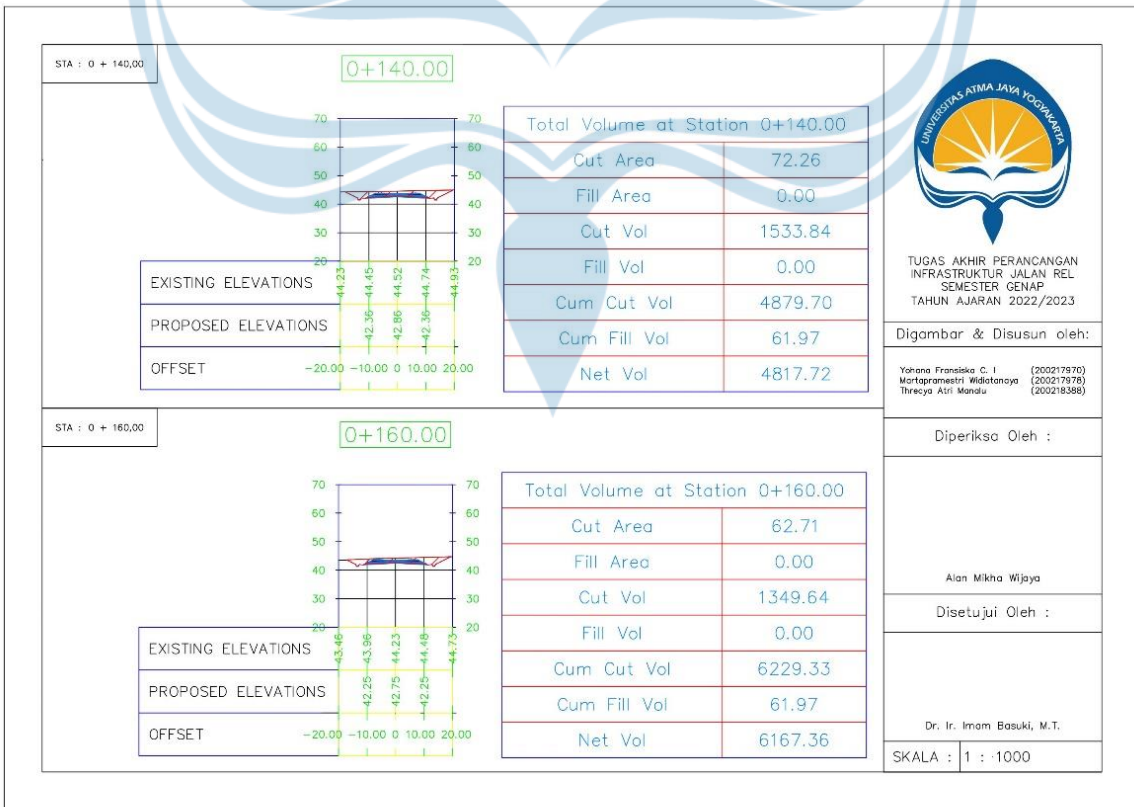 STA : 0 + 140,00
0+140.00
70 70
60 60
50 50
40 40
30 30
20 20
EXISTING ELEVATIONS 44.23 44.45 44.52 44.74 44.93
PROPOSED ELEVATIONS 42.36 42.86 42.36
OFFSET -20.00 -10.00 0 10.00 20.00
Total Volume at Station 0+140.00
Cut Area 72.26
Fill Area 0.00
Cut Vol 1533.84
Fill Vol 0.00
Cum Cut Vol 4879.70
Cum Fill Vol 61.97
Net Vol 4817.72
STA : 0 + 160,00
0+160.00
70 70
60 60
50 50
40 40
30 30
20 20
EXISTING ELEVATIONS 43.46 43.96 44.23 44.48 44.73
PROPOSED ELEVATIONS 42.25 42.75 42.25
OFFSET -20.00 -10.00 0 10.00 20.00
Total Volume at Station 0+160.00
Cut Area 62.71
Fill Area 0.00
Cut Vol 1349.64
Fill Vol 0.00
Cum Cut Vol 6229.33
Cum Fill Vol 61.97
Net Vol 6167.36
UNIVERSITAS ATMA JAYA YOGYAKARTA
TUGAS AKHIR PERANCANGAN
INFRASTRUKTUR JALAN REL
SEMESTER GENAP
TAHUN AJARAN 2022/2023
Digambar & Disusun oleh:
Yohana Fransiska C. I (200217970)
Martapramestri Widiatanaya (200217978)
Threcya Atri Manalu (200218388)
Diperiksa Oleh :
Alan Mikha Wijaya
Disetujui Oleh :
Dr. Ir. Imam Basuki, M.T.
SKALA : 1 : 1000